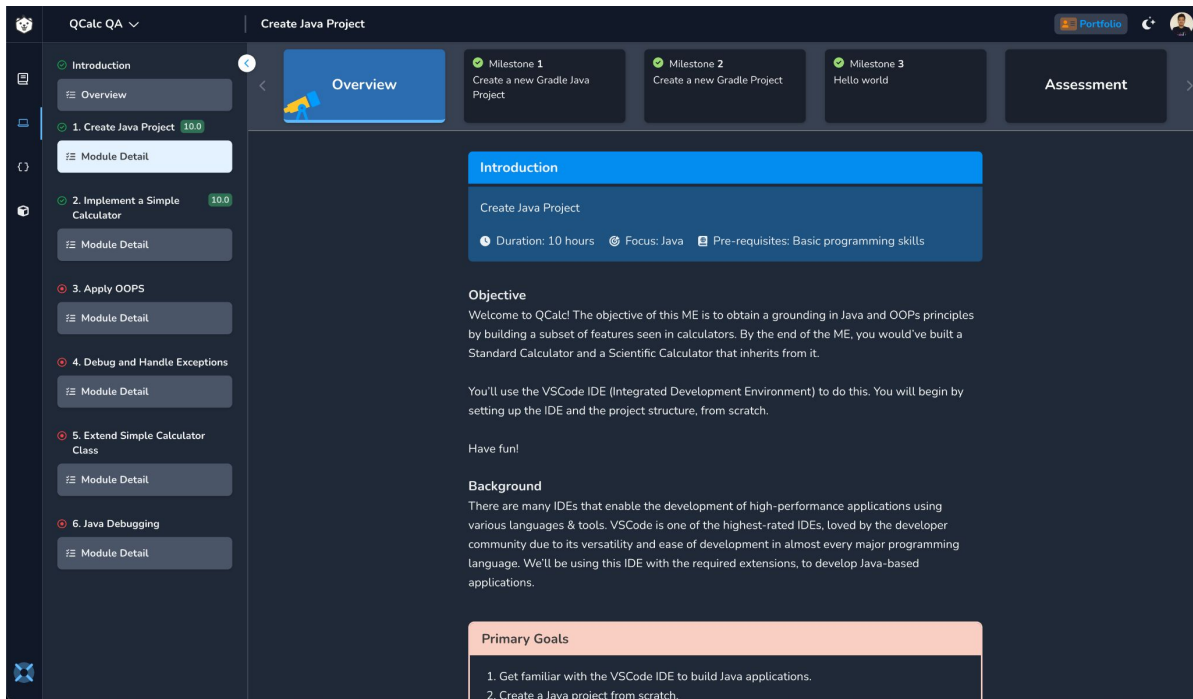 QCalc QA
Create Java Project
Portfolio
Introduction
Overview
1. Create Java Project 10.0
Module Detail
2. Implement a Simple 10.0
Calculator
Module Detail
3. Apply OOPS
Module Detail
4. Debug and Handle Exceptions
Module Detail
5. Extend Simple Calculator
Class
Module Detail
6. Java Debugging
Module Detail
Overview
Milestone 1
Create a new Gradle Java
Project
Milestone 2
Create a new Gradle Project
Milestone 3
Hello world
Assessment
Introduction
Create Java Project
Duration: 10 hours Focus: Java Pre-requisites: Basic programming skills
Objective
Welcome to QCalc! The objective of this ME is to obtain a grounding in Java and OOPs principles
by building a subset of features seen in calculators. By the end of the ME, you would've built a
Standard Calculator and a Scientific Calculator that inherits from it.
You'll use the VSCode IDE (Integrated Development Environment) to do this. You will begin by
setting up the IDE and the project structure, from scratch.
Have fun!
Background
There are many IDEs that enable the development of high-performance applications using
various languages & tools. VSCode is one of the highest-rated IDEs, loved by the developer
community due to its versatility and ease of development in almost every major programming
language. We'll be using this IDE with the required extensions, to develop Java-based
applications.
Primary Goals
1. Get familiar with the VSCode IDE to build Java applications.
2. Create a Java project from scratch.